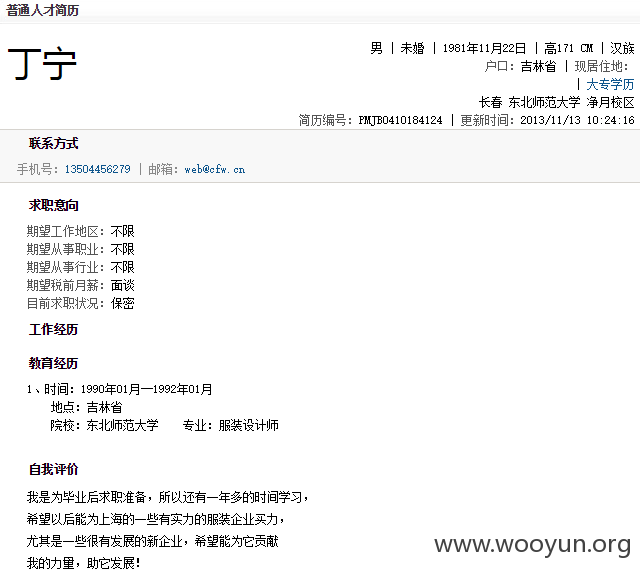 普通人才简历
丁宁
男 | 未婚 | 1981年11月22日 | 高171 CM | 汉族
户口：吉林省 | 现居住地：
| 大专学历
长春 东北师范大学 净月校区
简历编号：PMJB0410184124 | 更新时间：2013/11/13 10:24:16
联系方式
手机号：13504456279 | 邮箱：web@cfw.cn
求职意向
期望工作地区：不限
期望从事职业：不限
期望从事行业：不限
期望税前月薪：面谈
目前求职状况：保密
工作经历
教育经历
1、时间：1990年01月—1992年01月
地点：吉林省
院校：东北师范大学 专业：服装设计师
自我评价
我是为毕业后求职准备，所以还有一年多的时间学习，
希望以后能为上海的一些有实力的服装企业买力，
尤其是一些很有发展的新企业，希望能为它贡献
我的力量，助它发展！
www.wooyun.org